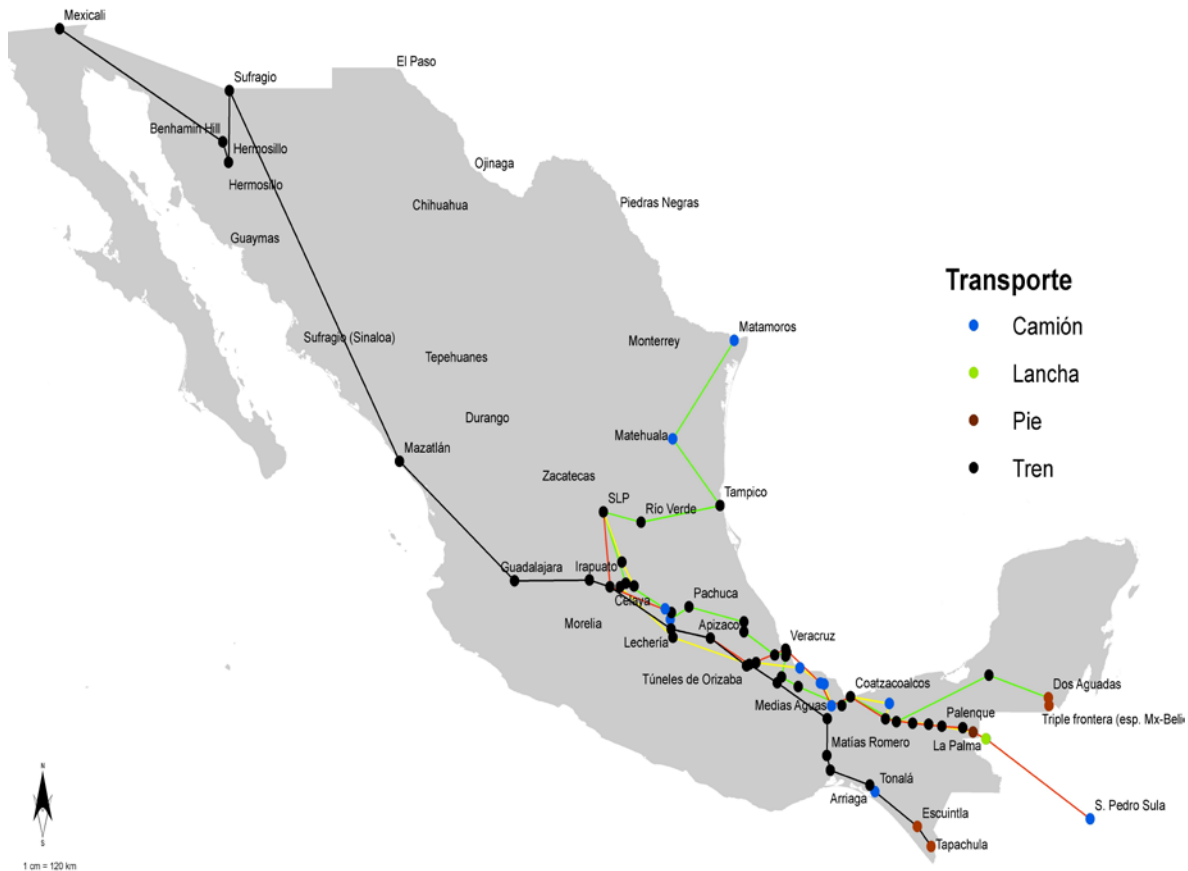 Mexicali
El Paso
Sufragio
Benhamin Hill
Hermosillo
Ojinaga
Hermosillo
Chihuahua
Piedras Negras
Guaymas
Transporte
Camión
Lancha
Pie
Tren
Matamoros
Sufragio (Sinaloa)
Monterrey
Tepehuanes
Durango
Matehuala
Mazatlán
Zacatecas
SLP
Río Verde
Tampico
Guadalajara
Irapuato
Celaya
Pachuca
Morelia
Apizaco
Lechería
Veracruz
Túneles de Orizaba
Coatzacoalcos
Dos Aguadas
Medias Aguas
Palenque
Triple frontera (esp. Mx-Beli
Matías Romero
La Palma
Tonalá
Arriaga
Escuintla
S. Pedro Sula
Tapachula
N
S
1 cm = 120 km